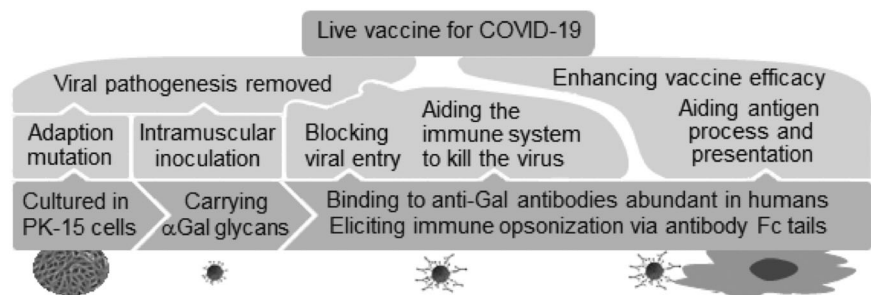 Live vaccine for COVID-19
Viral pathogenesis removed
Enhancing vaccine efficacy
Adaption
mutation
Intramuscular
inoculation
Blocking
viral entry
Aiding the
immune system
to kill the virus
Aiding antigen
process and
presentation
Cultured in
PK-15 cells
Carrying
αGal glycans
Binding to anti-Gal antibodies abundant in humans
Eliciting immune opsonization via antibody Fc tails